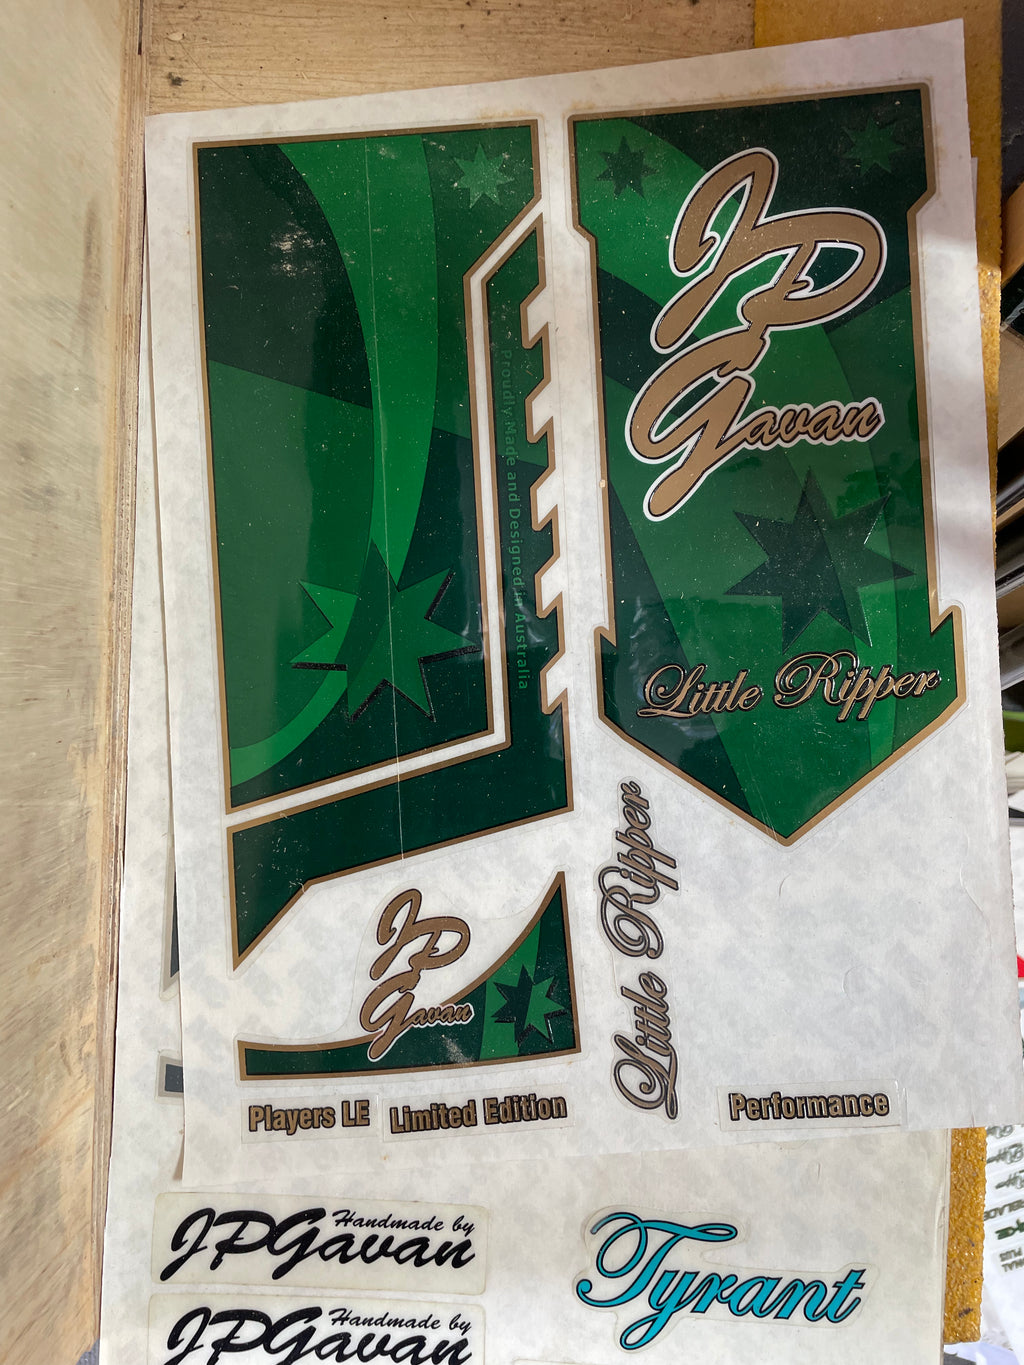 JP
Gavan
Little Ripper
Proudly Made and Designed in Australia
Little Ripper
JP
Gavan
Players LE
Limited Edition
Performance
Handmade by
JPGavan
Tyrant
Handmade by
JPGavan